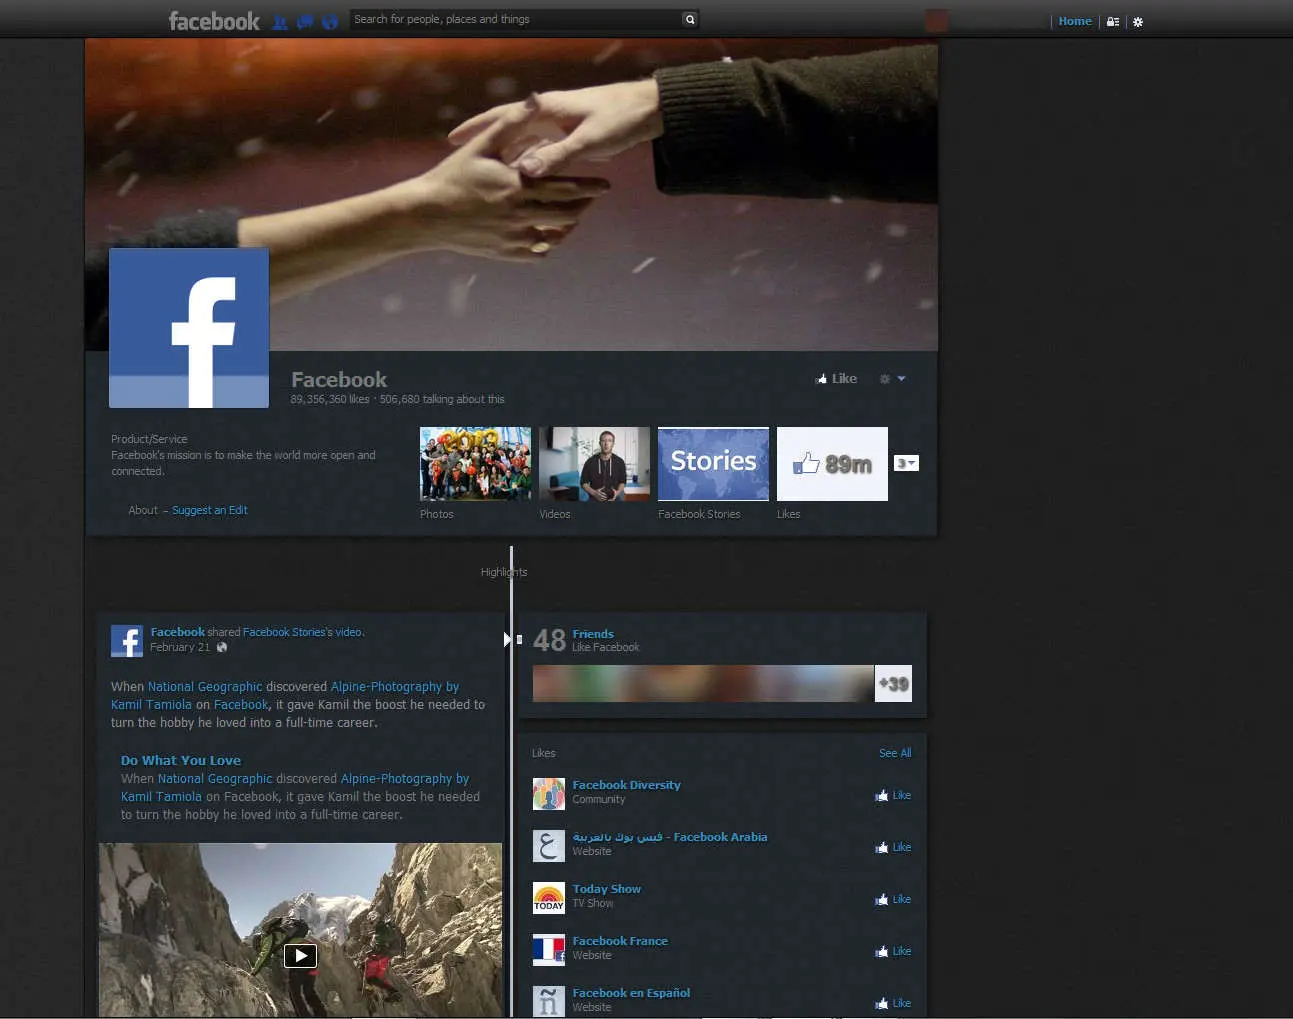 facebook
Search for people, places and things
Home
Facebook
89,356,360 likes · 506,680 talking about this
Like
Product/Service
Facebook's mission is to make the world more open and
connected.
About – Suggest an Edit
Stories
89m
3
Photos
Videos
Facebook Stories
Likes
Highlights
Facebook shared Facebook Stories's video.
February 21
When National Geographic discovered Alpine-Photography by
Kamil Tamiola on Facebook, it gave Kamil the boost he needed to
turn the hobby he loved into a full-time career.
Do What You Love
When National Geographic discovered Alpine-Photography by
Kamil Tamiola on Facebook, it gave Kamil the boost he needed
to turn the hobby he loved into a full-time career.
48 Friends
Like Facebook
+39
Likes
See All
Facebook Diversity
Community
Like
ع
فيس بوك بالعربية - Facebook Arabia
Website
Like
TODAY
Today Show
TV Show
Like
Facebook France
Website
Like
ñ
Facebook en Español
Website
Like